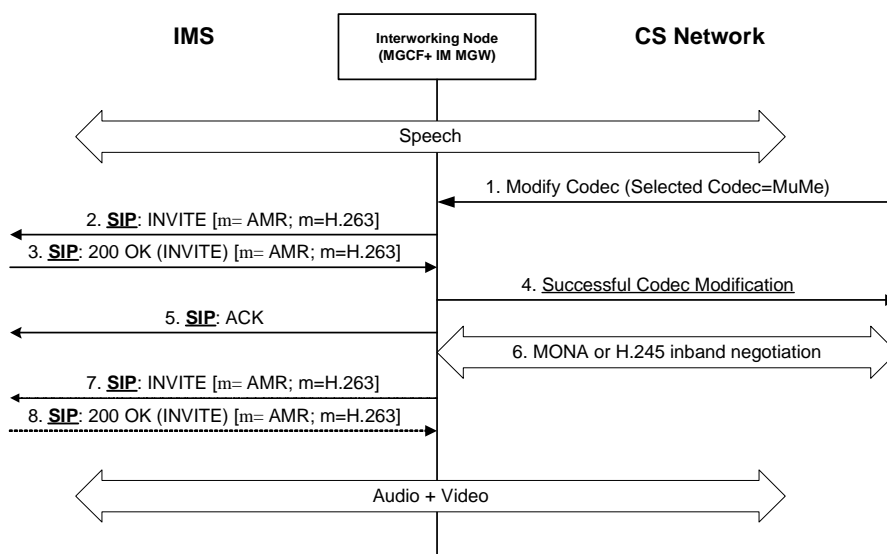 IMS
Interworking Node
(MGCF+ IM MGW)
CS Network
Speech
1. Modify Codec (Selected Codec=MuMe)
2. SIP: INVITE [m= AMR; m=H.263]
3. SIP: 200 OK (INVITE) [m= AMR; m=H.263]
4. Successful Codec Modification
5. SIP: ACK
6. MONA or H.245 inband negotiation
7. SIP: INVITE [m= AMR; m=H.263]
8. SIP: 200 OK (INVITE) [m= AMR; m=H.263]
Audio + Video